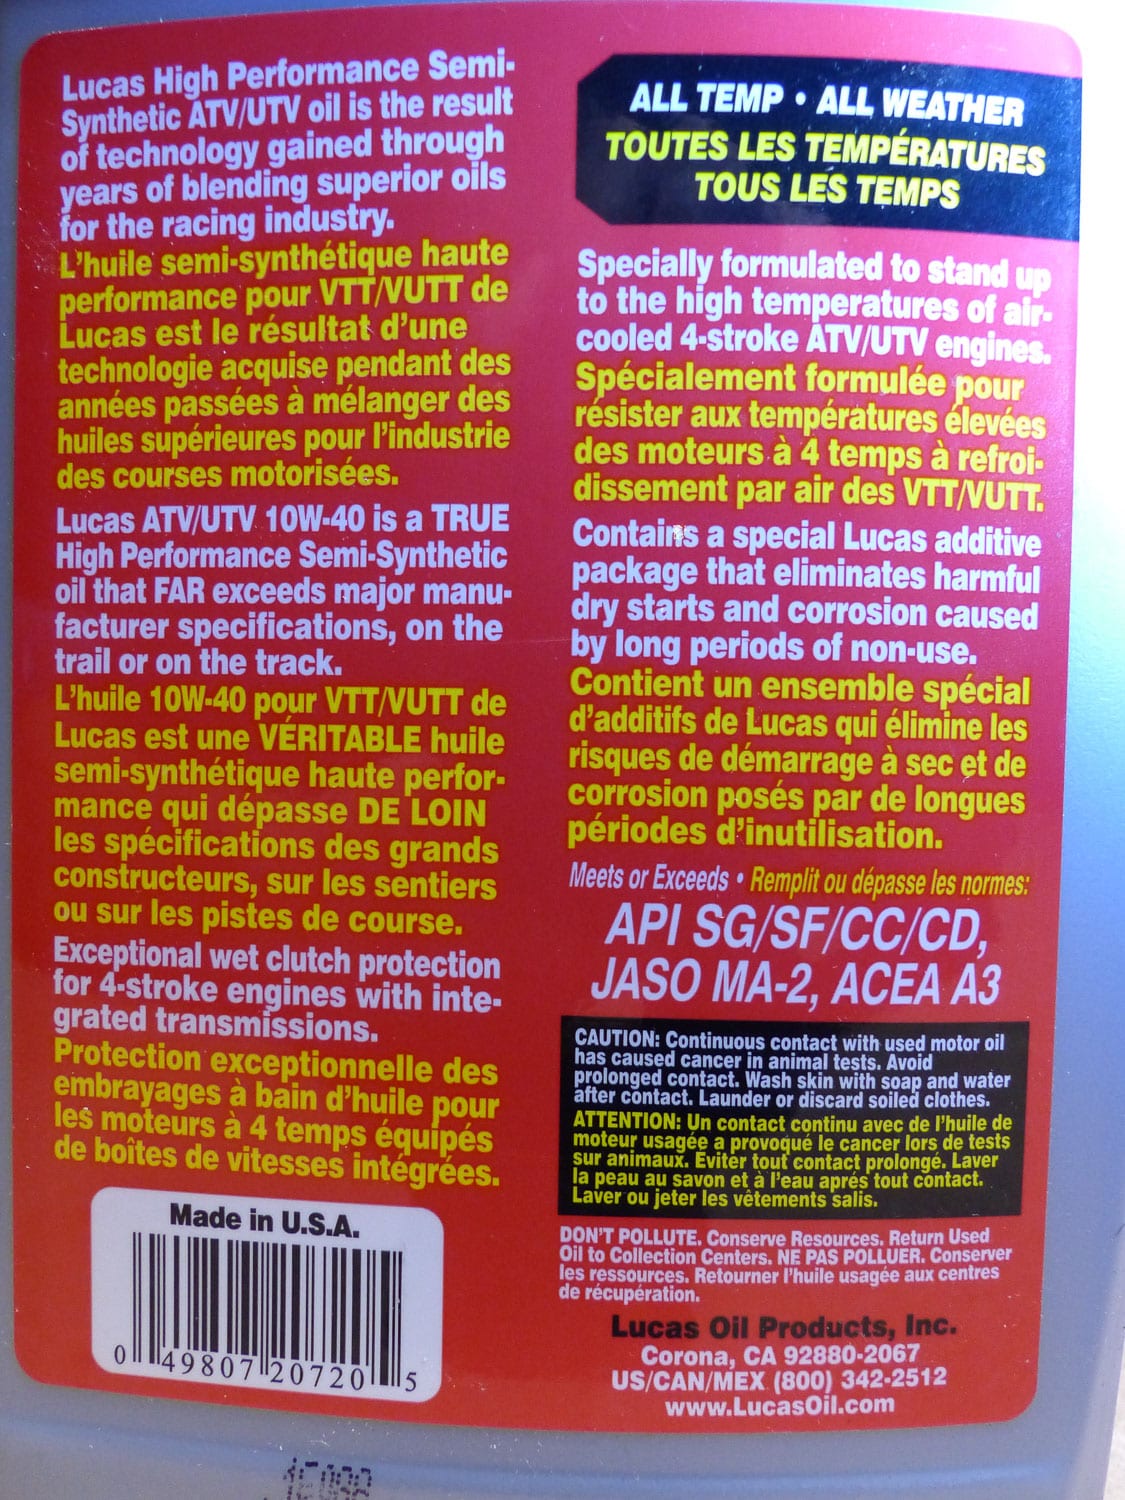 Lucas High Performance Semi-
Synthetic ATV/UTV oil is the result
of technology gained through
years of blending superior oils
for the racing industry.
L'huile semi-synthétique haute
performance pour VTT/VUTT de
Lucas est le résultat d'une
technologie acquise pendant des
années passées à mélanger des
huiles supérieures pour l'industrie
des courses motorisées.
Lucas ATV/UTV 10W-40 is a TRUE
High Performance Semi-Synthetic
oil that FAR exceeds major manu-
facturer specifications, on the
trail or on the track.
L'huile 10W-40 pour VTT/VUTT de
Lucas est une VÉRITABLE huile
semi-synthétique haute perfor-
mance qui dépasse DE LOIN
les spécifications des grands
constructeurs, sur les sentiers
ou sur les pistes de course.
Exceptional wet clutch protection
for 4-stroke engines with inte-
grated transmissions.
Protection exceptionnelle des
embrayages à bain d'huile pour
les moteurs à 4 temps équipés
de boîtes de vitesses intégrées.
Made in U.S.A.
0 49807 20720 5
ALL TEMP • ALL WEATHER
TOUTES LES TEMPÉRATURES
TOUS LES TEMPS
Specially formulated to stand up
to the high temperatures of air-
cooled 4-stroke ATV/UTV engines.
Spécialement formulée pour
résister aux températures élevées
des moteurs à 4 temps à refroi-
dissement par air des VTT/VUTT.
Contains a special Lucas additive
package that eliminates harmful
dry starts and corrosion caused
by long periods of non-use.
Contient un ensemble spécial
d'additifs de Lucas qui élimine les
risques de démarrage à sec et de
corrosion posés par de longues
périodes d'inutilisation.
Meets or Exceeds • Remplit ou dépasse les normes:
API SG/SF/CC/CD,
JASO MA-2, ACEA A3
CAUTION: Continuous contact with used motor oil
has caused cancer in animal tests. Avoid
prolonged contact. Wash skin with soap and water
after contact. Launder or discard soiled clothes.
ATTENTION: Un contact continu avec de l'huile de
moteur usagée a provoqué le cancer lors de tests
sur animaux. Eviter tout contact prolongé. Laver
la peau au savon et à l'eau aprés tout contact.
Laver ou jeter les vêtements salis.
DON'T POLLUTE. Conserve Resources. Return Used
Oil to Collection Centers. NE PAS POLLUER. Conserver
les ressources. Retourner l'huile usagée aux centres
de récupération.
Lucas Oil Products, Inc.
Corona, CA 92880-2067
US/CAN/MEX (800) 342-2512
www.LucasOil.com